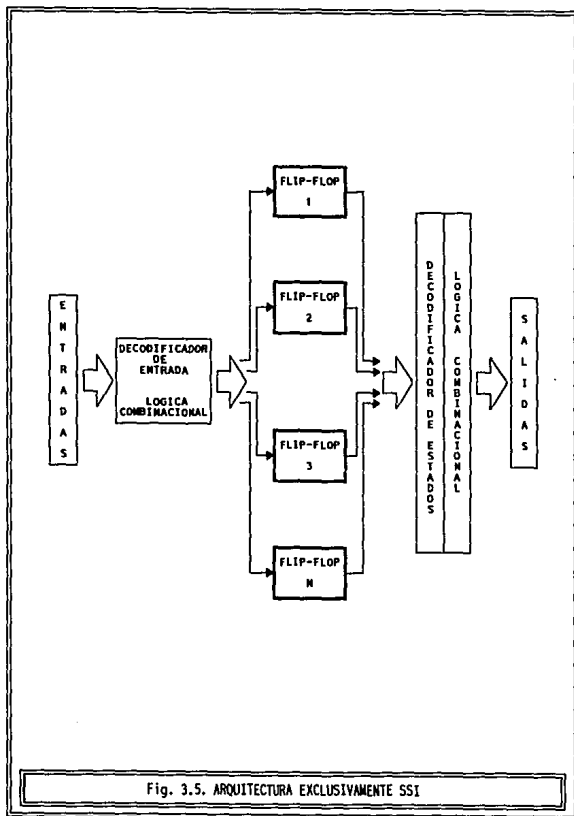 ENTRADAS
DECODIFICADOR
DE
ENTRADA
LOGICA
COMBINACIONAL
FLIP-FLOP
1
FLIP-FLOP
2
FLIP-FLOP
3
FLIP-FLOP
N
DECODIFICADOR DE ESTADOS
LOGICA COMBINACIONAL
SALIDAS
Fig. 3.5. ARQUITECTURA EXCLUSIVAMENTE SSI